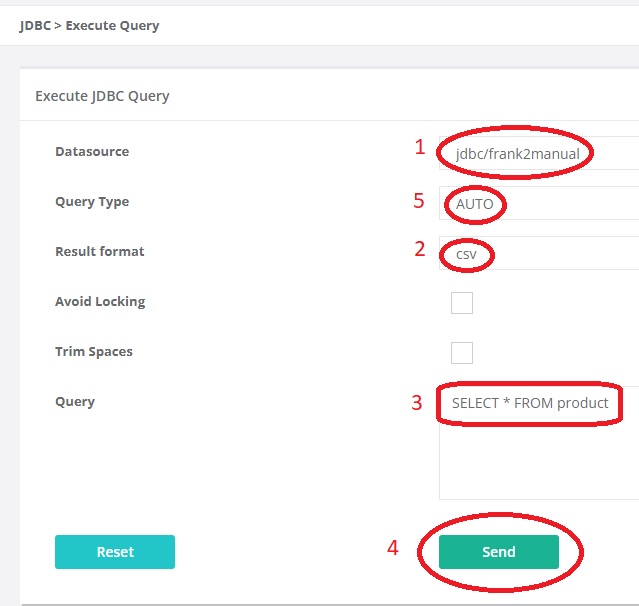 JDBC > Execute Query
Execute JDBC Query
Datasource 1 jdbc/frank2manual
Query Type 5 AUTO
Result format 2 csv
Avoid Locking
Trim Spaces
Query 3 SELECT * FROM product
Reset 4 Send